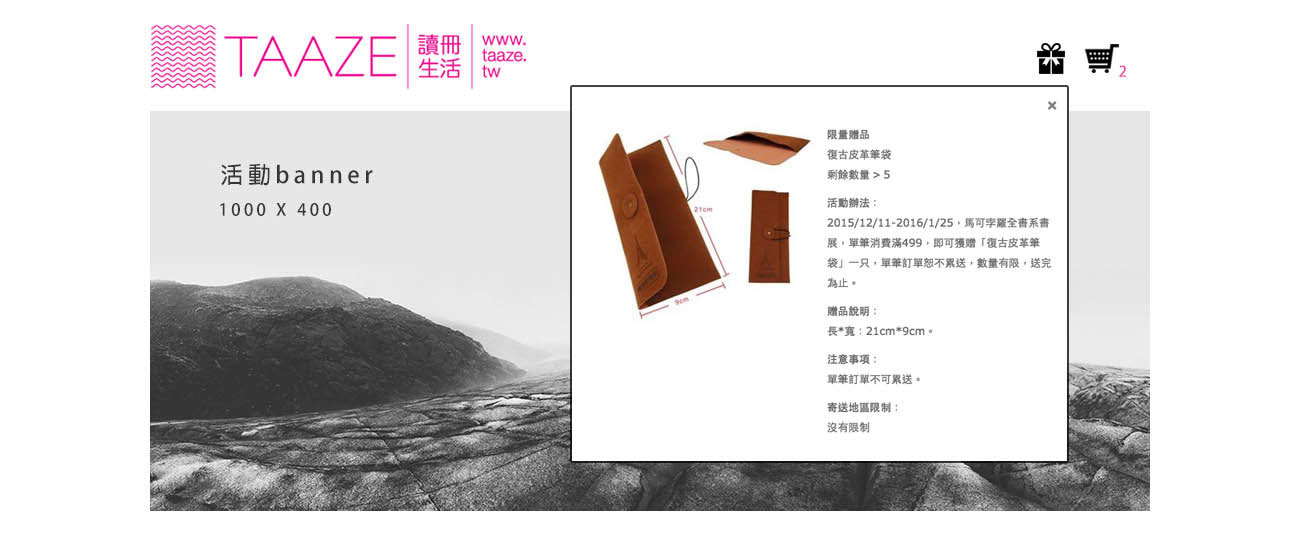 TAAZE
讀冊
生活
www.
taaze.
tw
2
×
活動banner
1000 X 400
21cm
9cm
限量贈品
復古皮革筆袋
剩餘數量 > 5
活動辦法：
2015/12/11-2016/1/25，馬可孛羅全書系書
展，單筆消費滿499，即可獲贈「復古皮革筆
袋」一只，單筆訂單恕不累送，數量有限，送完
為止。
贈品說明：
長*寬：21cm*9cm。
注意事項：
單筆訂單不可累送。
寄送地區限制：
沒有限制